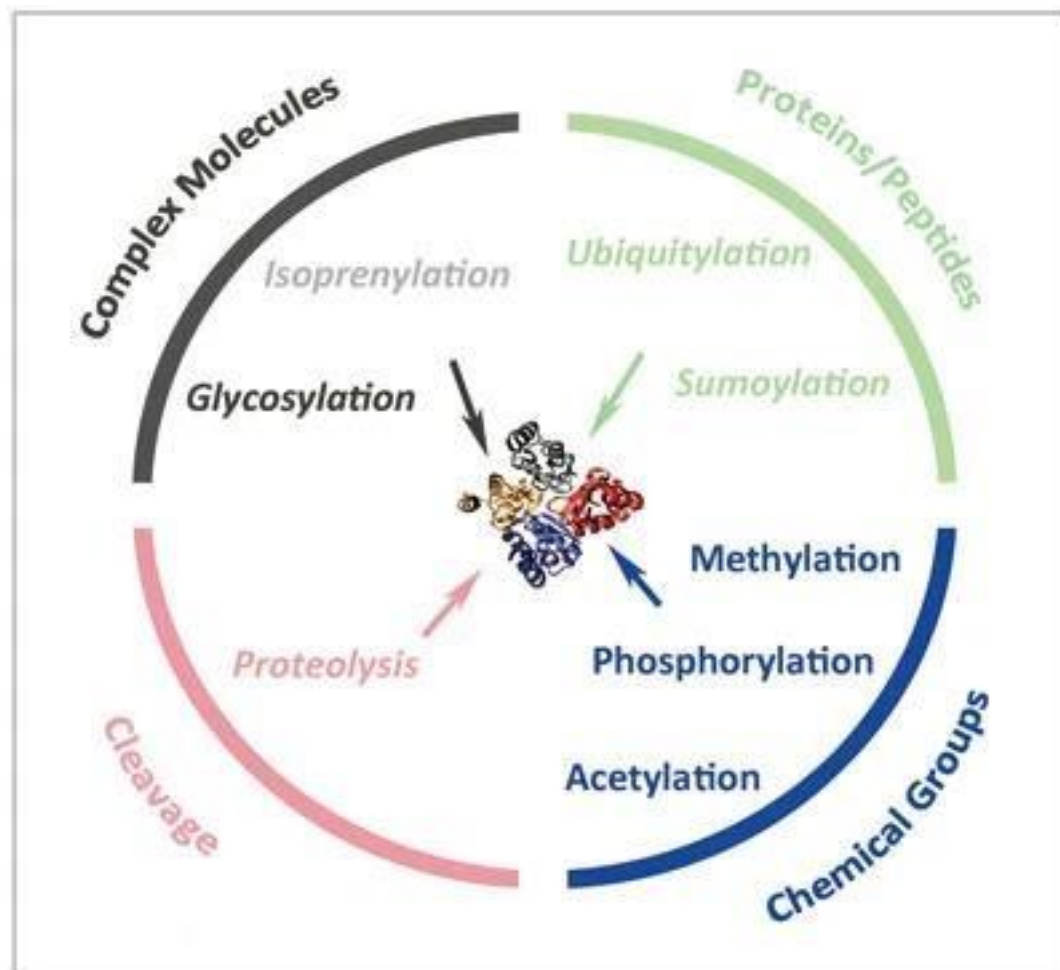 Complex Molecules
Proteins/Peptides
Isoprenylation
Ubiquitylation
Glycosylation
Sumoylation
Methylation
Proteolysis
Phosphorylation
Acetylation
Cleavage
Chemical Groups